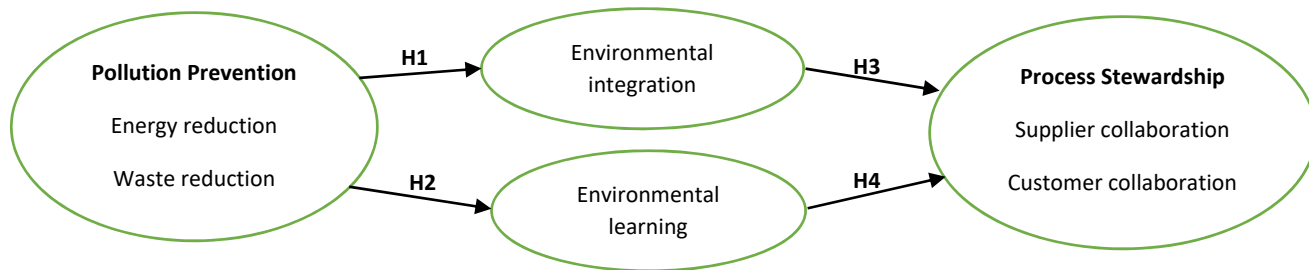 Pollution Prevention
Energy reduction
Waste reduction
H1
H2
Environmental
integration
Environmental
learning
H3
H4
Process Stewardship
Supplier collaboration
Customer collaboration